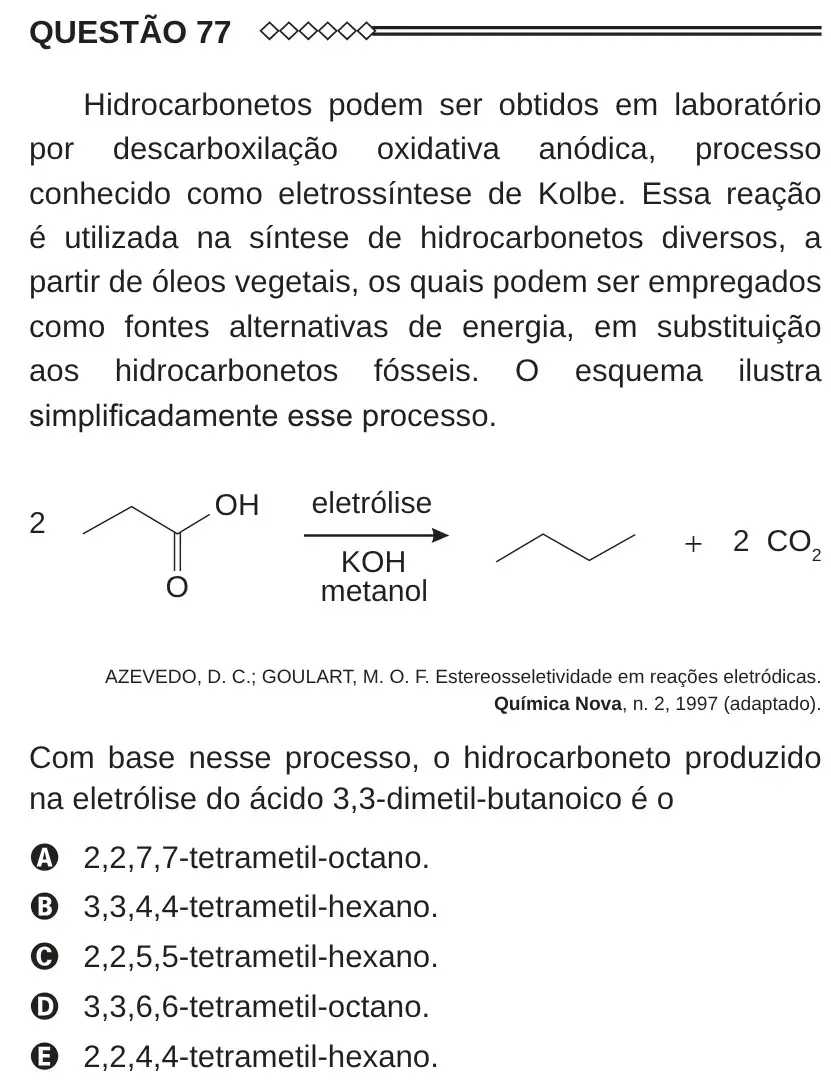 QUESTÃO 77
Hidrocarbonetos podem ser obtidos em laboratório
por descarboxilação oxidativa anódica, processo
conhecido como eletrossíntese de Kolbe. Essa reação
é utilizada na síntese de hidrocarbonetos diversos, a
partir de óleos vegetais, os quais podem ser empregados
como fontes alternativas de energia, em substituição
aos hidrocarbonetos fósseis. O esquema ilustra
simplificadamente esse processo.
2 OH O eletrólise KOH metanol + 2 CO₂
AZEVEDO, D. C.; GOULART, M. O. F. Estereosseletividade em reações eletródicas.
Química Nova, n. 2, 1997 (adaptado).
Com base nesse processo, o hidrocarboneto produzido
na eletrólise do ácido 3,3-dimetil-butanoico é o
A 2,2,7,7-tetrametil-octano.
B 3,3,4,4-tetrametil-hexano.
C 2,2,5,5-tetrametil-hexano.
D 3,3,6,6-tetrametil-octano.
E 2,2,4,4-tetrametil-hexano.